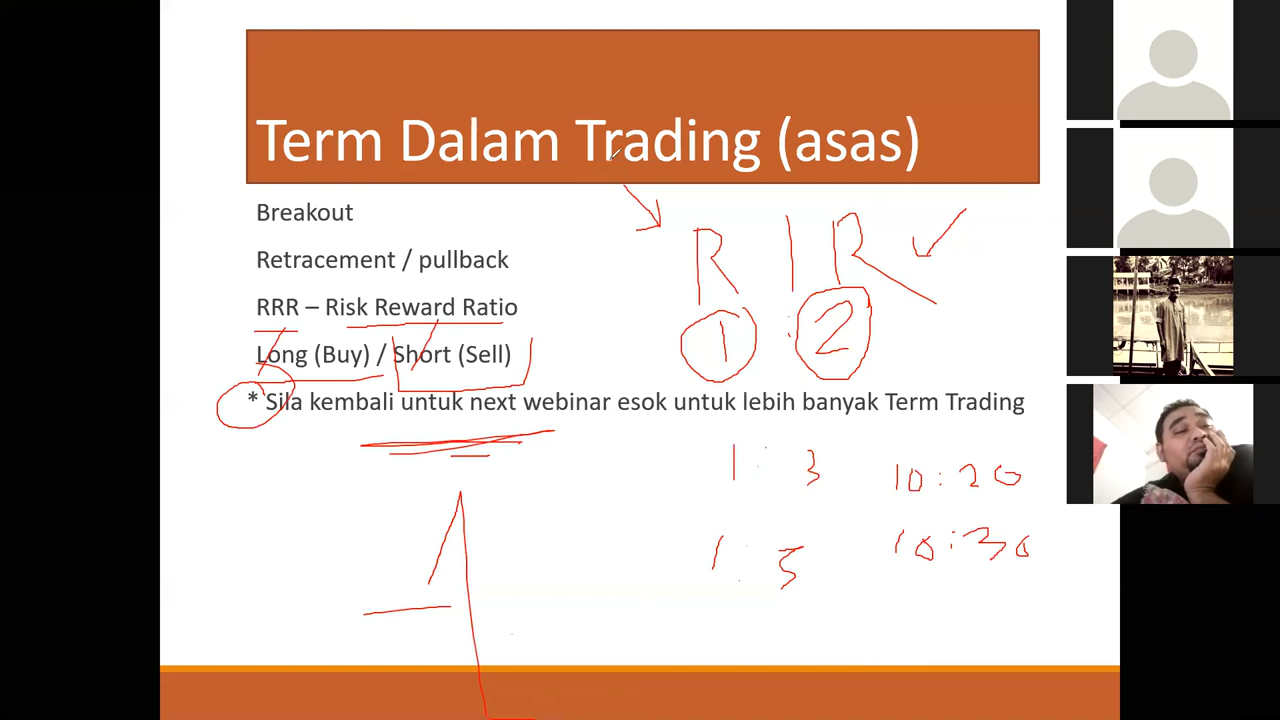 Term Dalam Trading (asas)
Breakout
Retracement / pullback
RRR – Risk Reward Ratio
Long (Buy) / Short (Sell)
* Sila kembali untuk next webinar esok untuk lebih banyak Term Trading
R | R
1 : 2
1 : 3
10 : 20
1 : 5
10 : 30